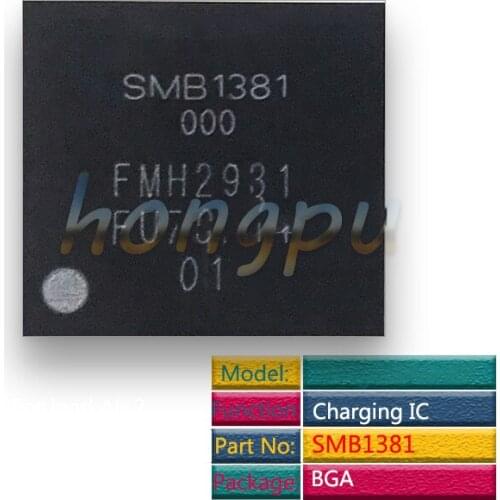 SMB1381
000
FMH2931
hongpu
01
Model:
Function Charging IC
Part No: SMB1381
Package BGA